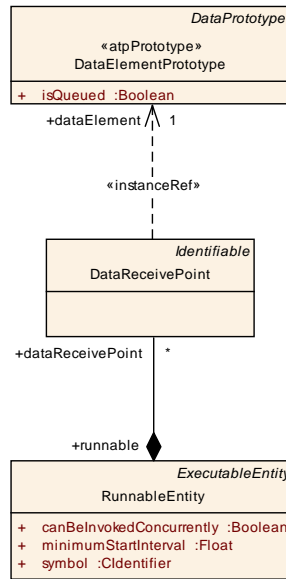 DataPrototype
«atpPrototype»
DataElementPrototype
+ isQueued :Boolean
+dataElement 1
«instanceRef»
Identifiable
DataReceivePoint
+dataReceivePoint *
+runnable
ExecutableEntity
RunnableEntity
+ canBeInvokedConcurrently :Boolean
+ minimumStartInterval :Float
+ symbol :CIdentifier